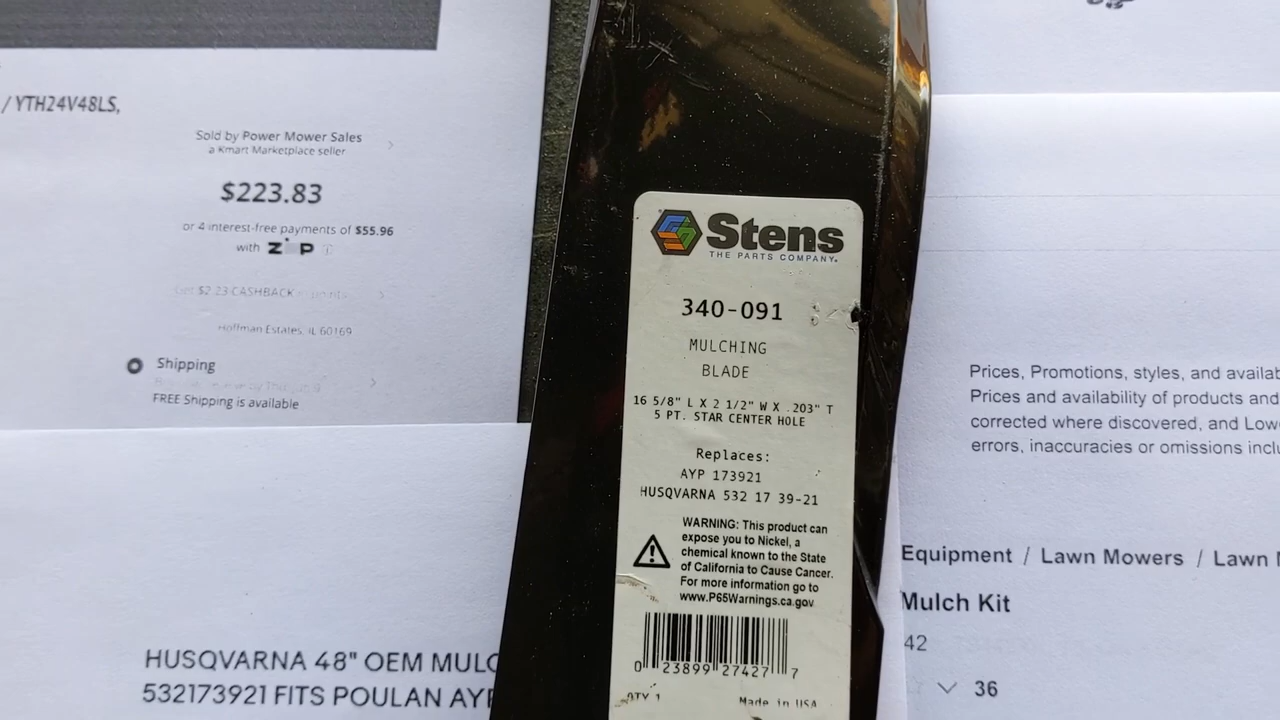 / YTH24V48LS,
Sold by Power Mower Sales
a Kmart Marketplace seller
$223.83
or 4 interest-free payments of $55.96
with ZIP
Get $2.23 CASHBACK in points
Hoffman Estates, IL 60169
Shipping
FREE Shipping is available
HUSQVARNA 48" OEM MULC
532173921 FITS POULAN AYP
Stens
THE PARTS COMPANY
340-091
MULCHING
BLADE
16 5/8" L X 2 1/2" W X .203" T
5 PT. STAR CENTER HOLE
Replaces:
AYP 173921
HUSQVARNA 532 17 39-21
WARNING: This product can
expose you to Nickel, a
chemical known to the State
of California to Cause Cancer.
For more information go to
www.P65Warnings.ca.gov
0 23899 27427 7
QTY 1 Made in USA
Prices, Promotions, styles, and availab
Prices and availability of products and
corrected where discovered, and Low
errors, inaccuracies or omissions inclu
Equipment / Lawn Mowers / Lawn
Mulch Kit
42
36